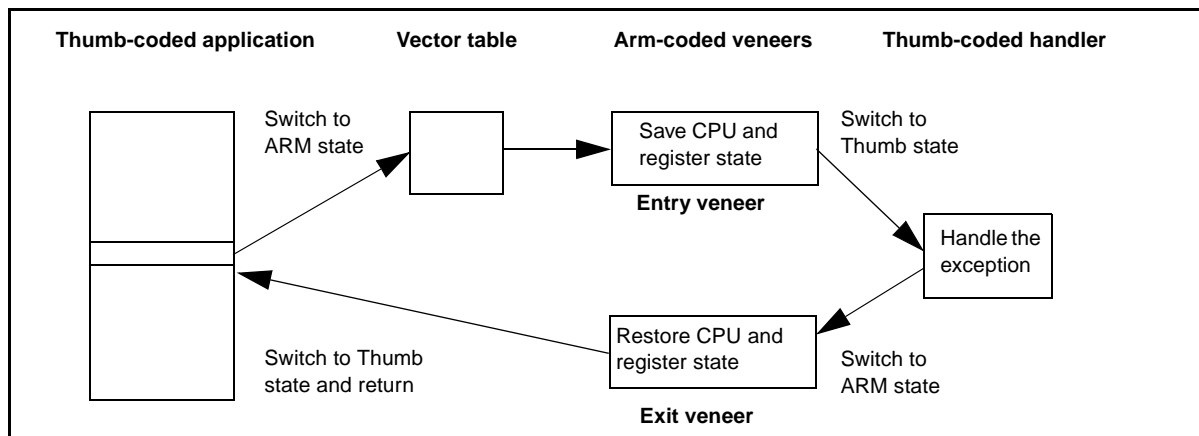 Thumb-coded application
Vector table
Arm-coded veneers
Thumb-coded handler
Switch to
ARM state
Save CPU and
register state
Switch to
Thumb state
Entry veneer
Handle the
exception
Restore CPU and
register state
Switch to Thumb
state and return
Switch to
ARM state
Exit veneer